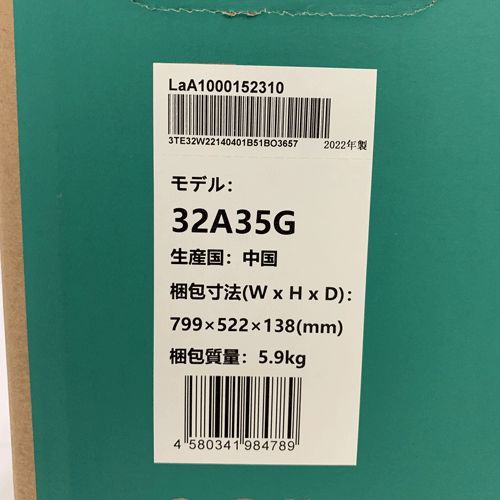 LaA1000152310
3TE32W22140401B51BO3657
2022年製
モデル：
32A35G
生産国：中国
梱包寸法(W x H x D)：
799×522×138(mm)
梱包質量：5.9kg
4 580341 984789